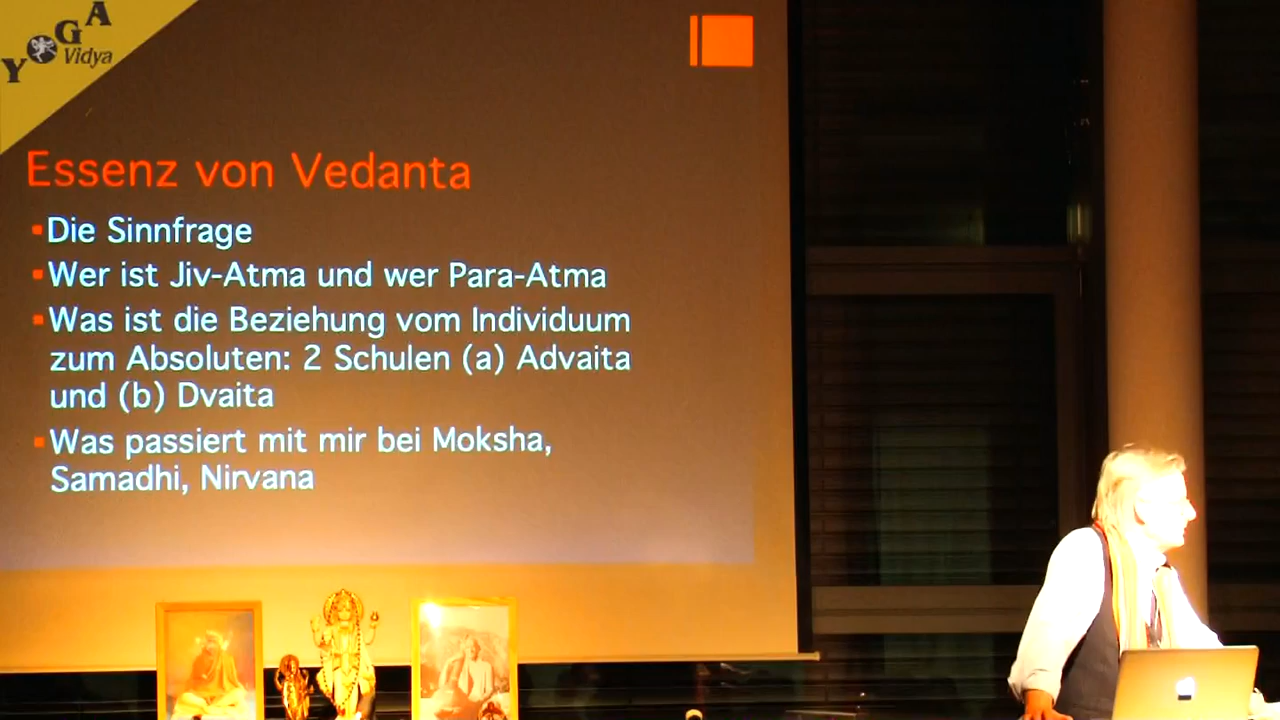 YOGA
Vidya
Essenz von Vedanta
Die Sinnfrage
Wer ist Jiv-Atma und wer Para-Atma
Was ist die Beziehung vom Individuum
zum Absoluten: 2 Schulen (a) Advaita
und (b) Dvaita
Was passiert mit mir bei Moksha,
Samadhi, Nirvana